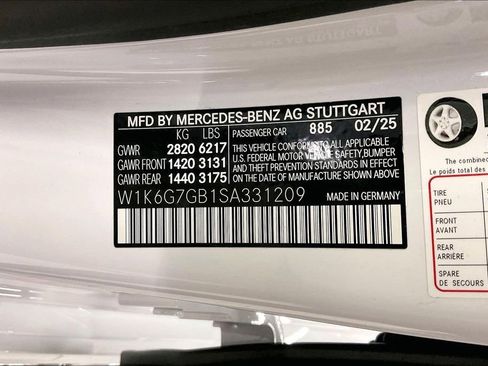 MFD BY MERCEDES-BENZ AG STUTTGART
KG LBS PASSENGER CAR 885 02/25
GVWR 2820 6217
GAWR FRONT 1420 3131
GAWR REAR 1440 3175
THIS VEHICLE CONFORMS TO ALL APPLICABLE
U.S. FEDERAL MOTOR VEHICLE SAFETY, BUMPER
AND THEFT PREVENTION STANDARDS IN EFFECT
ON THE DATE OF MANUFACTURE SHOWN ABOVE.
W1K6G7GB1SA331209
MADE IN GERMANY
The combined
Le poids
TIRE
PNEU
FRONT
AVANT
REAR
ARRIÈRE
SPARE
DE SECOURS